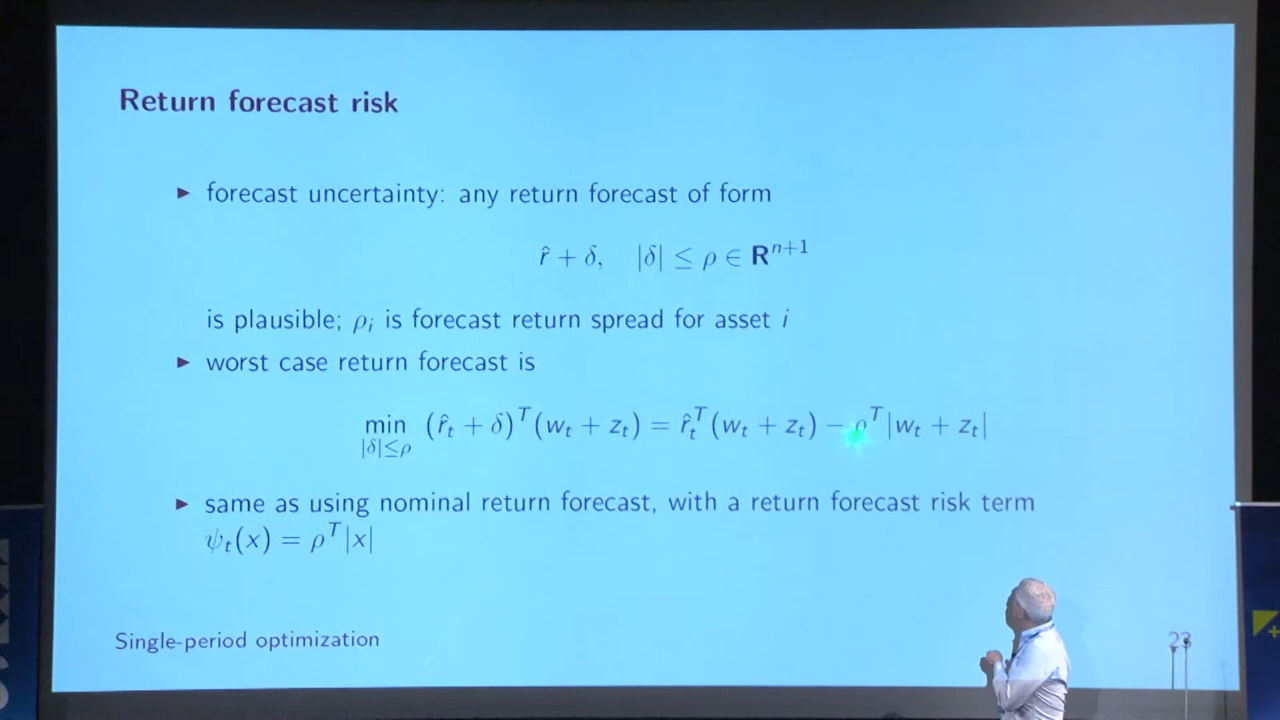 Return forecast risk
► forecast uncertainty: any return forecast of form
r̂ + δ, |δ| ≤ ρ ∈ R^{n+1}
is plausible; ρ_i is forecast return spread for asset i
► worst case return forecast is
min_{|δ|≤ρ} (r̂_t + δ)^T(w_t + z_t) = r̂_t^T(w_t + z_t) − ρ^T|w_t + z_t|
► same as using nominal return forecast, with a return forecast risk term
ψ_t(x) = ρ^T|x|
Single-period optimization
23